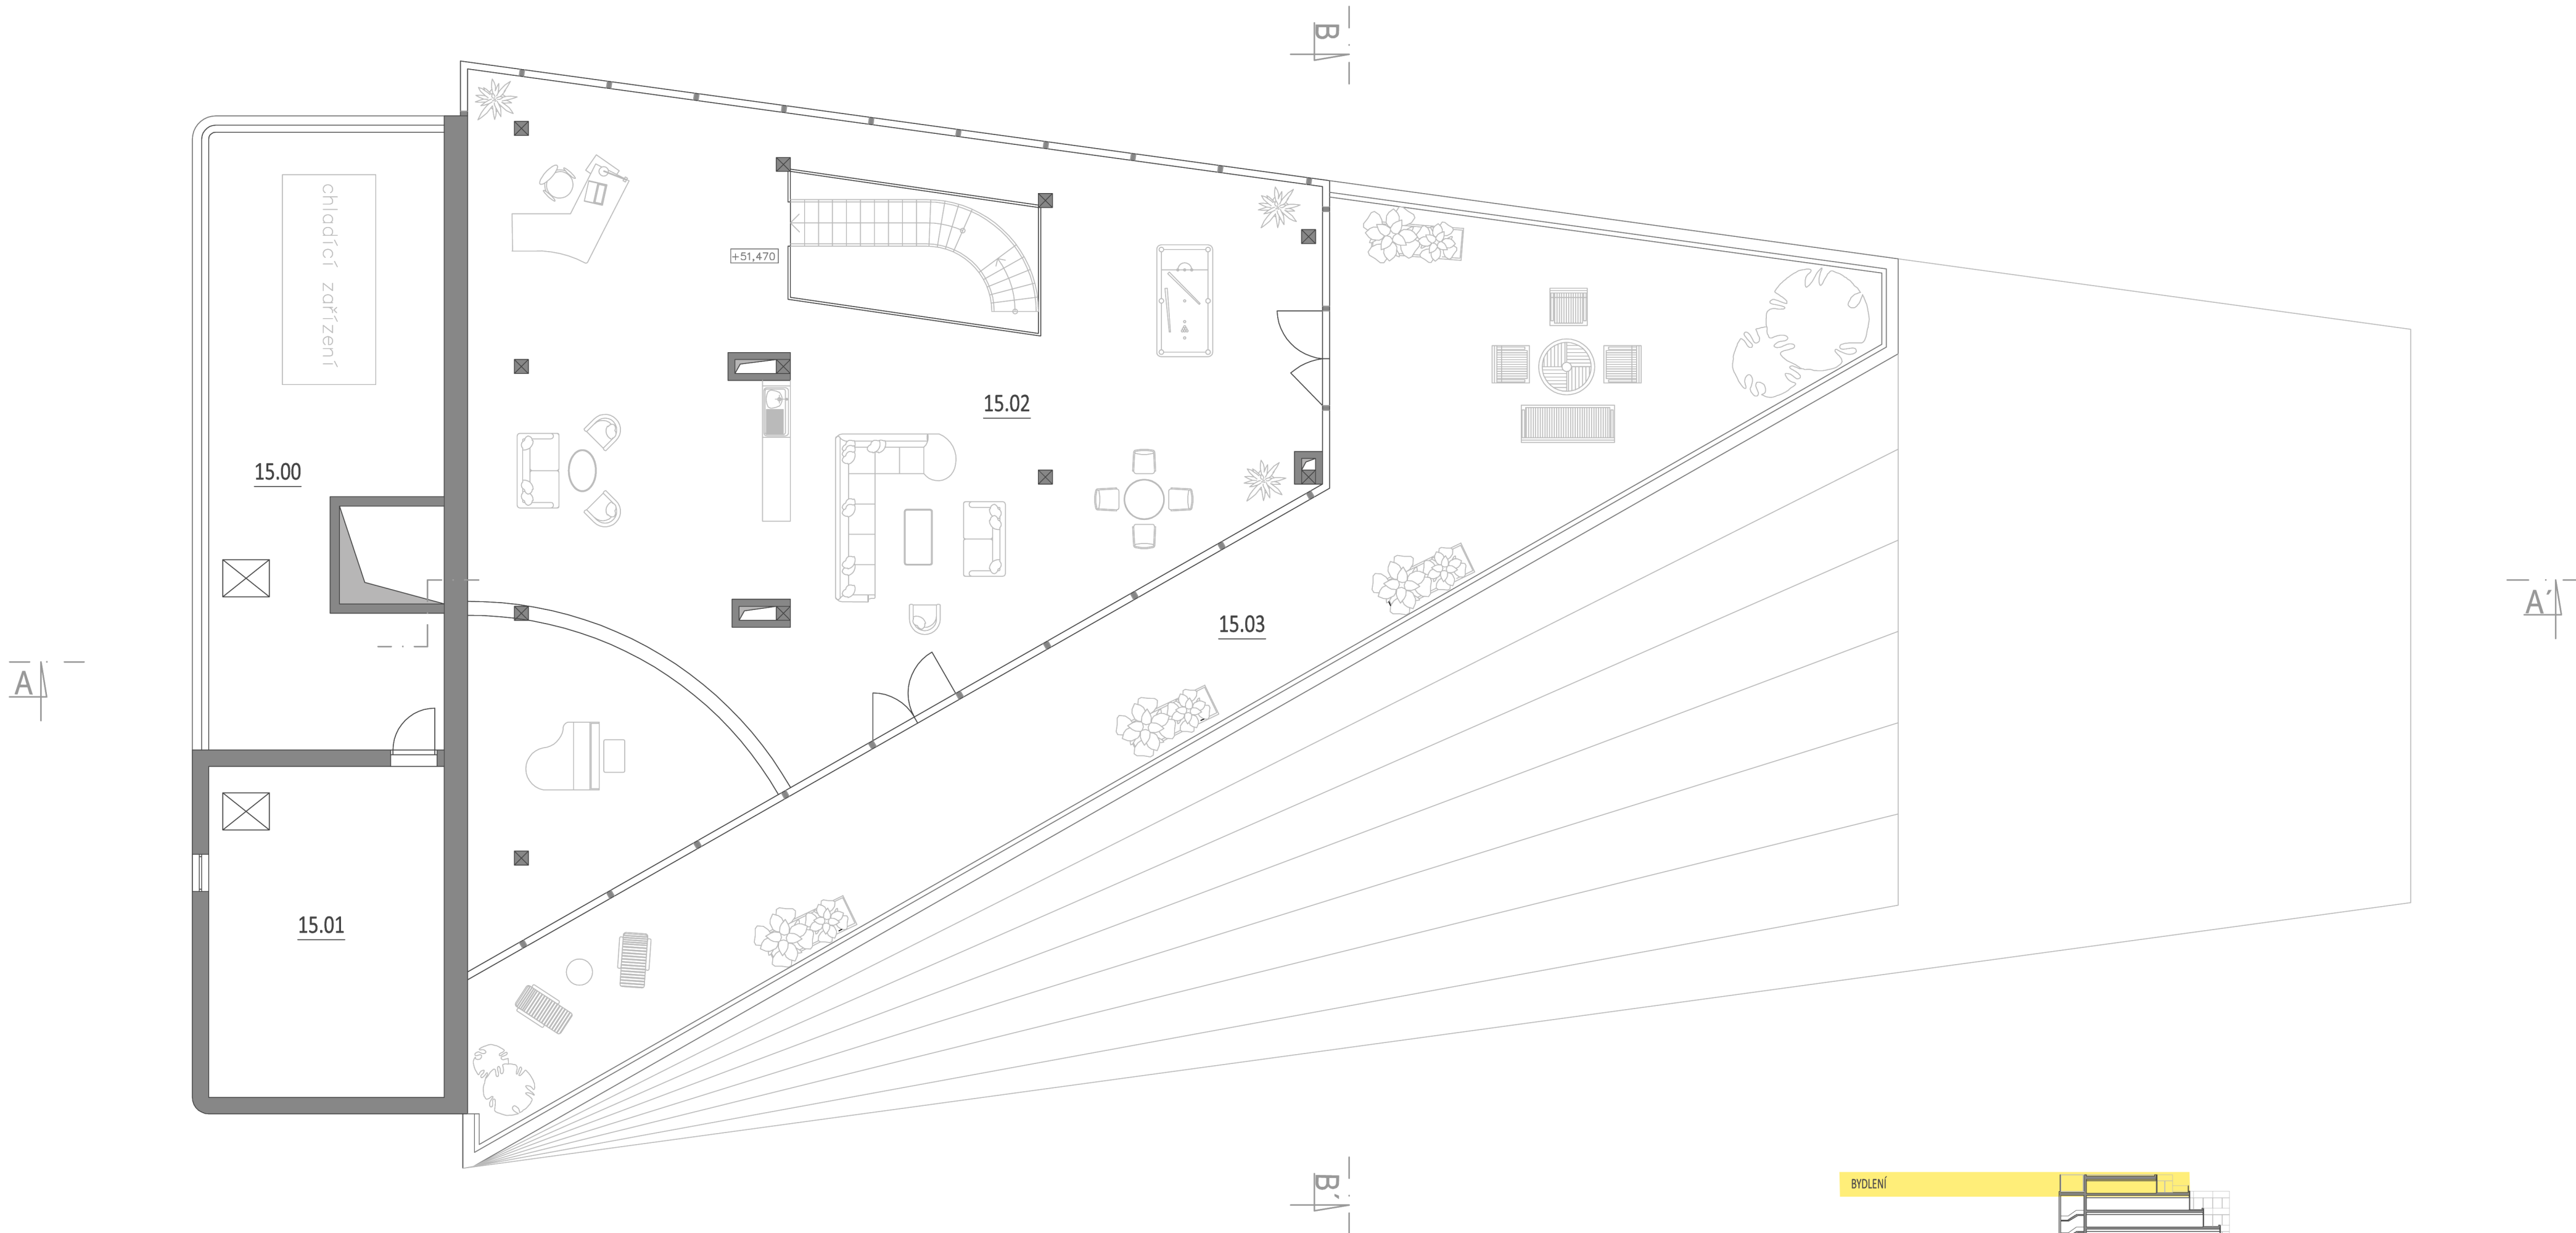 B
chladící zařízení
+51,470
15.02
15.00
A´
15.03
A
15.01
B´
BYDLENÍ